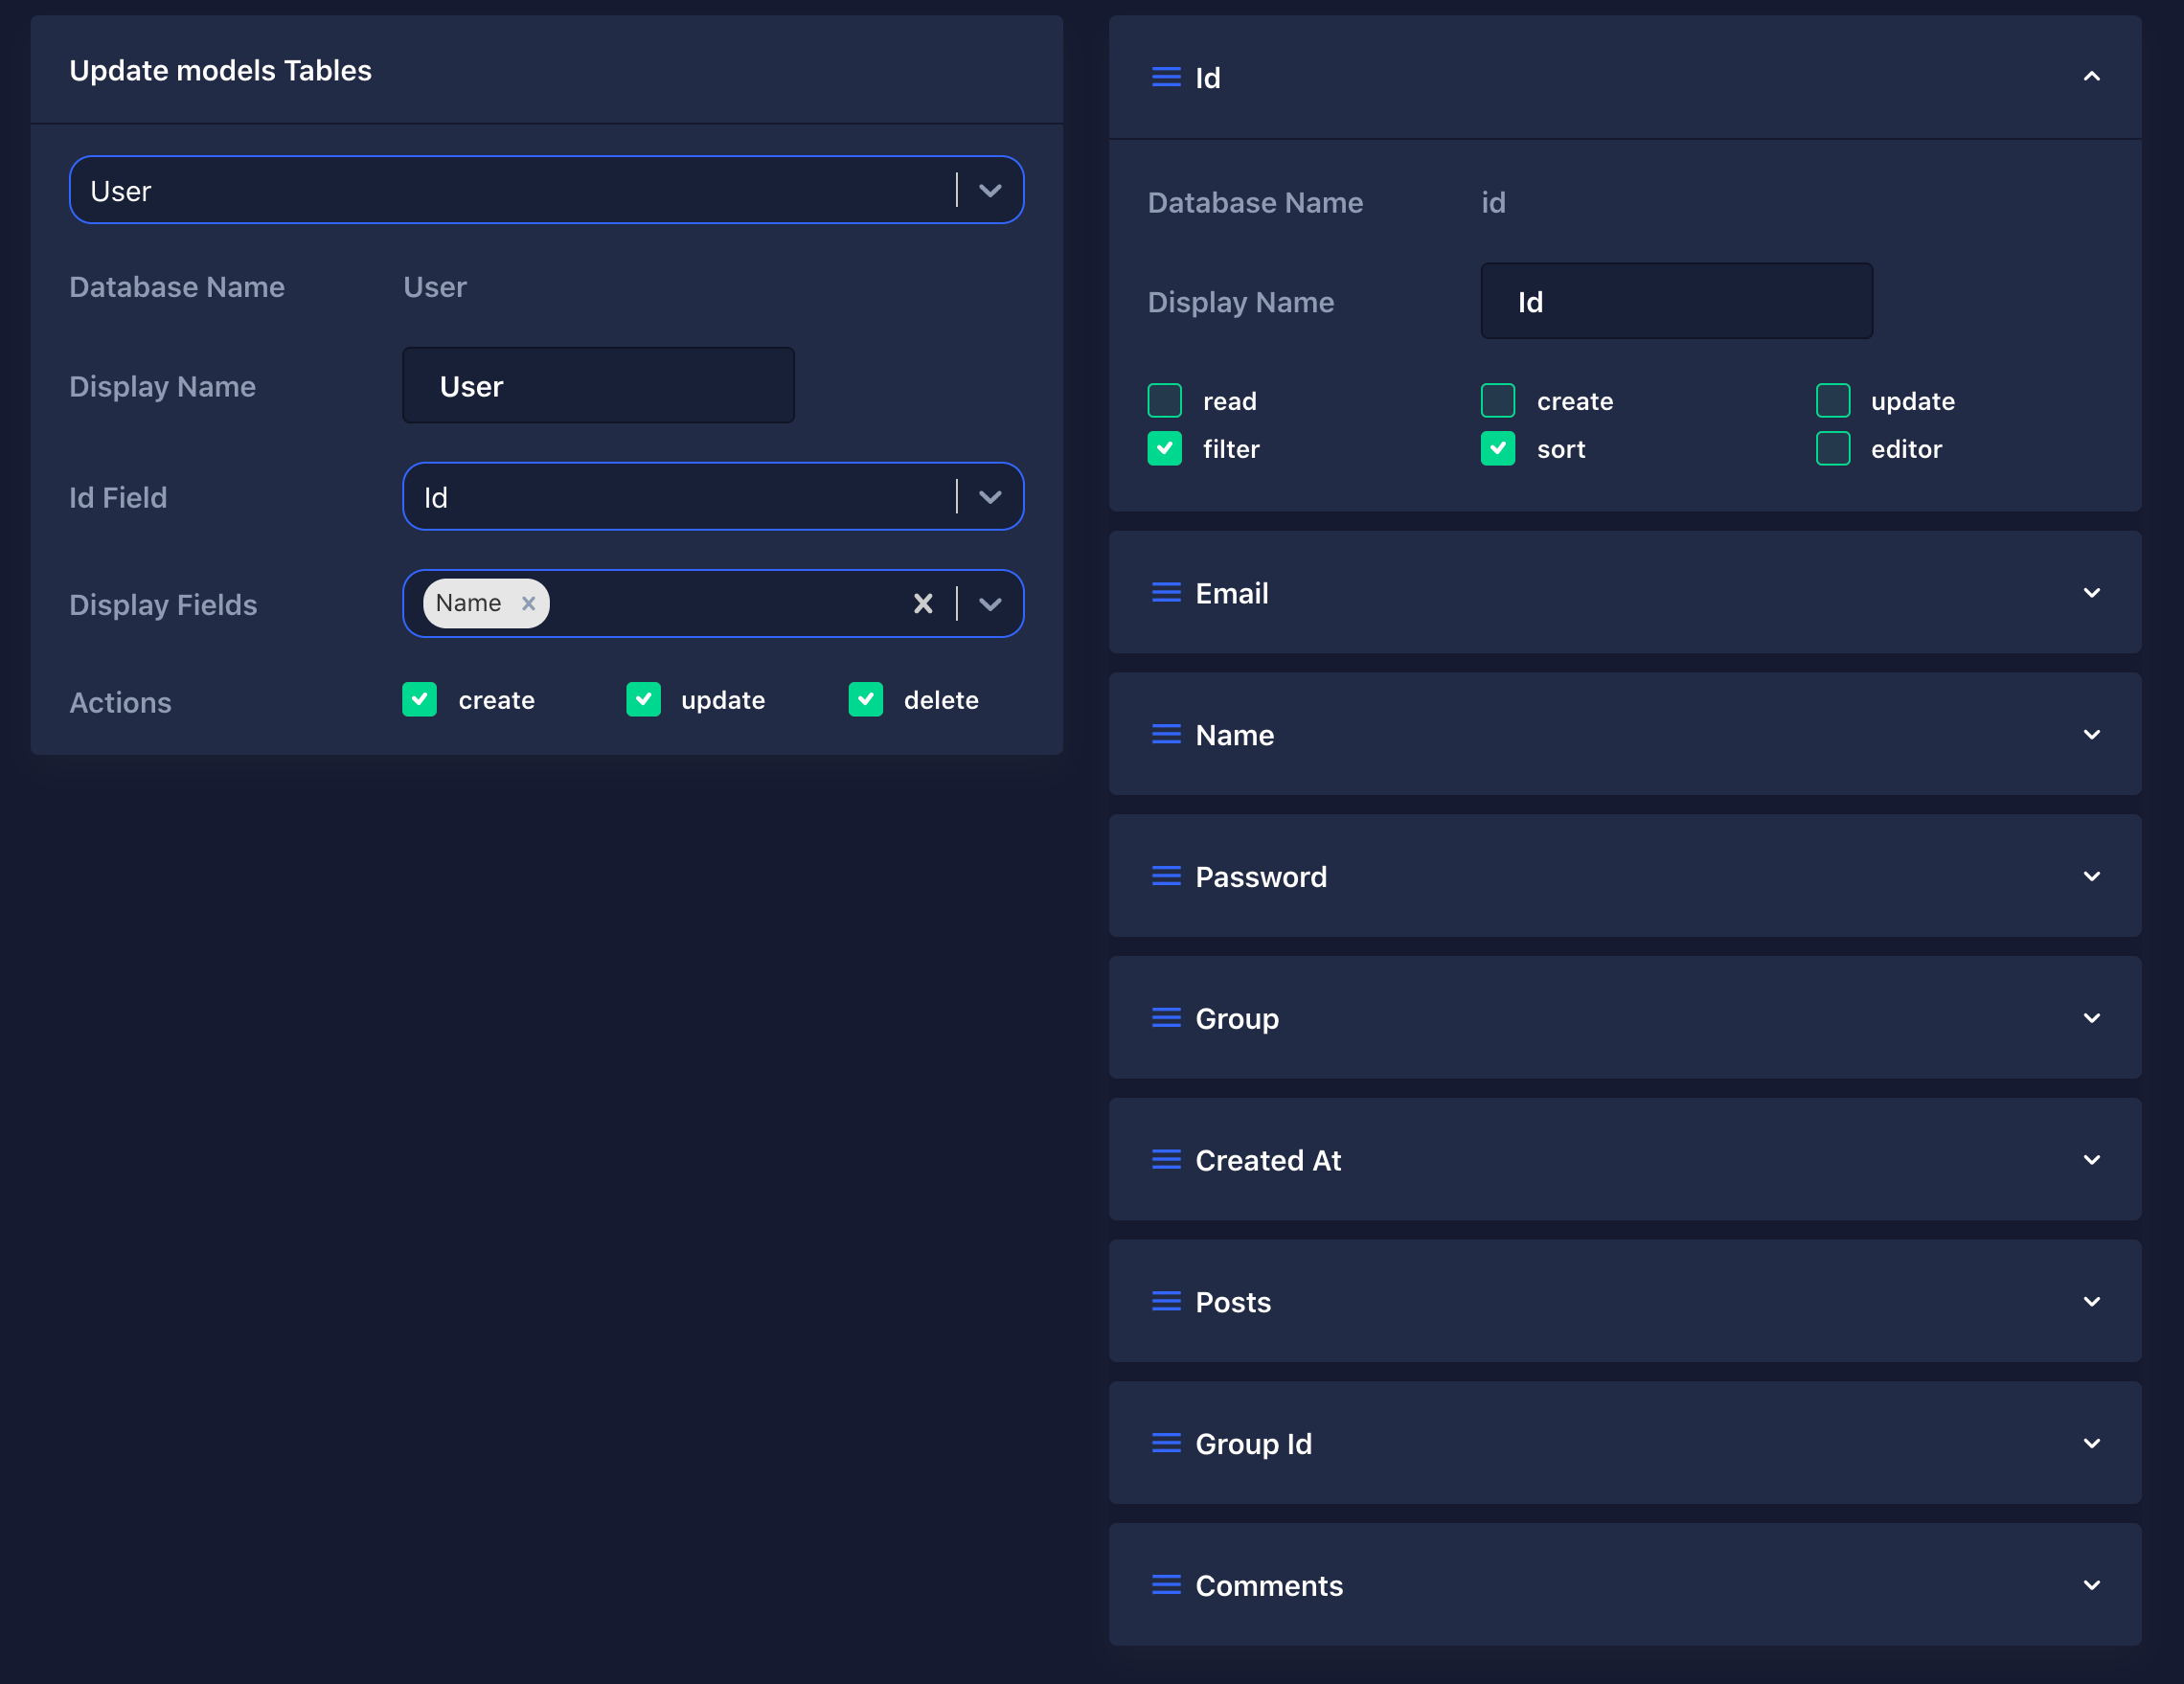 Update models Tables
User
Database Name User
Display Name User
Id Field Id
Display Fields Name
Actions create update delete
Id
Database Name id
Display Name Id
read create update
filter sort editor
Email
Name
Password
Group
Created At
Posts
Group Id
Comments